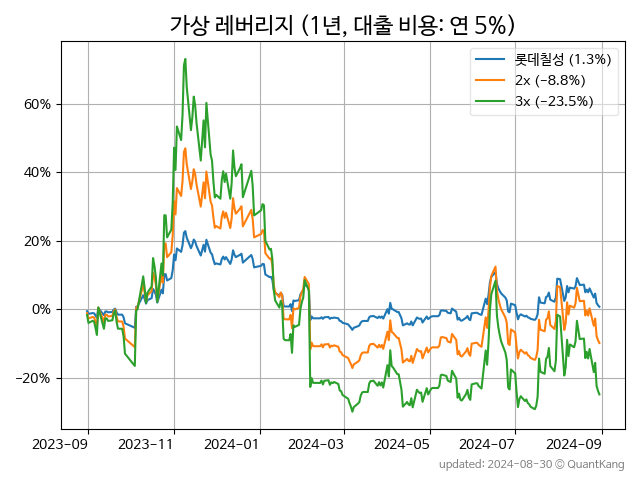 가상 레버리지 (1년, 대출 비용: 연 5%)
롯데칠성 (1.3%)
2x (−8.8%)
3x (−23.5%)
60%
40%
20%
0%
−20%
2023-09
2023-11
2024-01
2024-03
2024-05
2024-07
2024-09
updated: 2024-08-30 © QuantKang